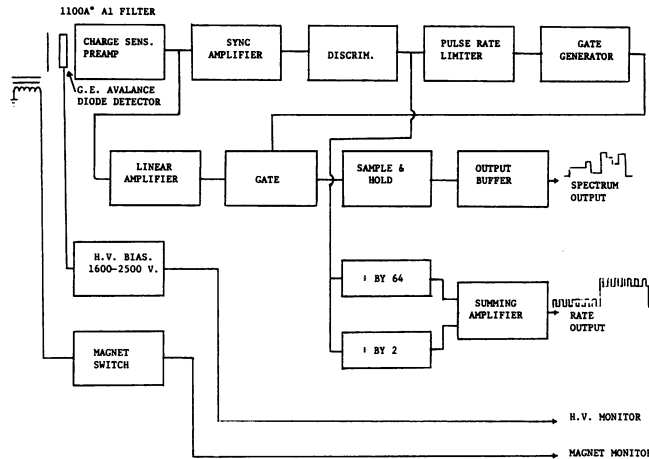 1100A° A1 FILTER
CHARGE SENS.
PREAMP
SYNC
AMPLIFIER
DISCRIM.
PULSE RATE
LIMITER
GATE
GENERATOR
G.E. AVALANCE
DIODE DETECTOR
LINEAR
AMPLIFIER
GATE
SAMPLE &
HOLD
OUTPUT
BUFFER
SPECTRUM
OUTPUT
H.V. BIAS.
1600-2500 V.
÷ BY 64
SUMMING
AMPLIFIER
RATE
OUTPUT
MAGNET
SWITCH
÷ BY 2
H.V. MONITOR
MAGNET MONITOR